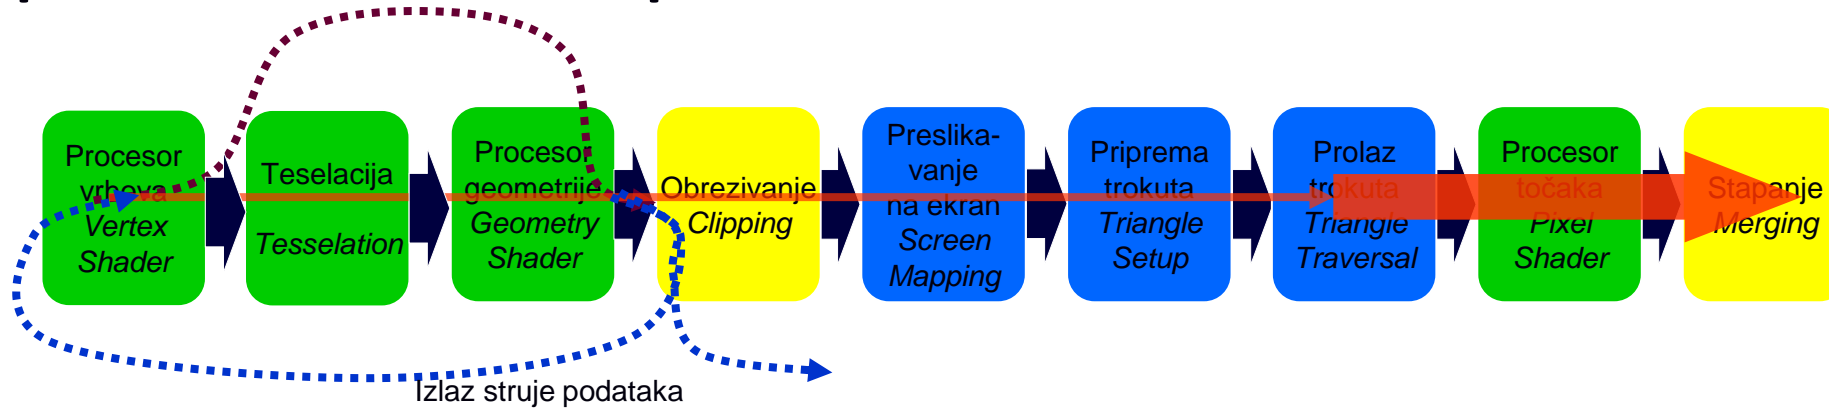 Procesor
vrhova
Vertex
Shader
Teselacija
Tesselation
Procesor
geometrije
Geometry
Shader
Obrezivanje
Clipping
Preslika-
vanje
na ekran
Screen
Mapping
Priprema
trokuta
Triangle
Setup
Prolaz
trokuta
Triangle
Traversal
Procesor
točaka
Pixel
Shader
Stapanje
Merging
Izlaz struje podataka